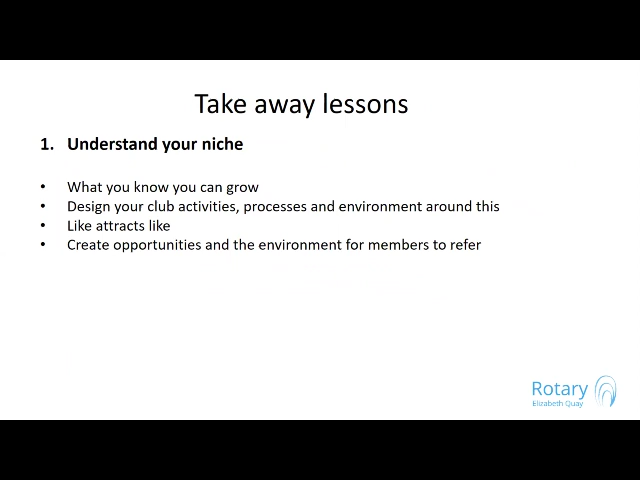 Take away lessons
1. Understand your niche
• What you know you can grow
• Design your club activities, processes and environment around this
• Like attracts like
• Create opportunities and the environment for members to refer
Rotary
Elizabeth Quay